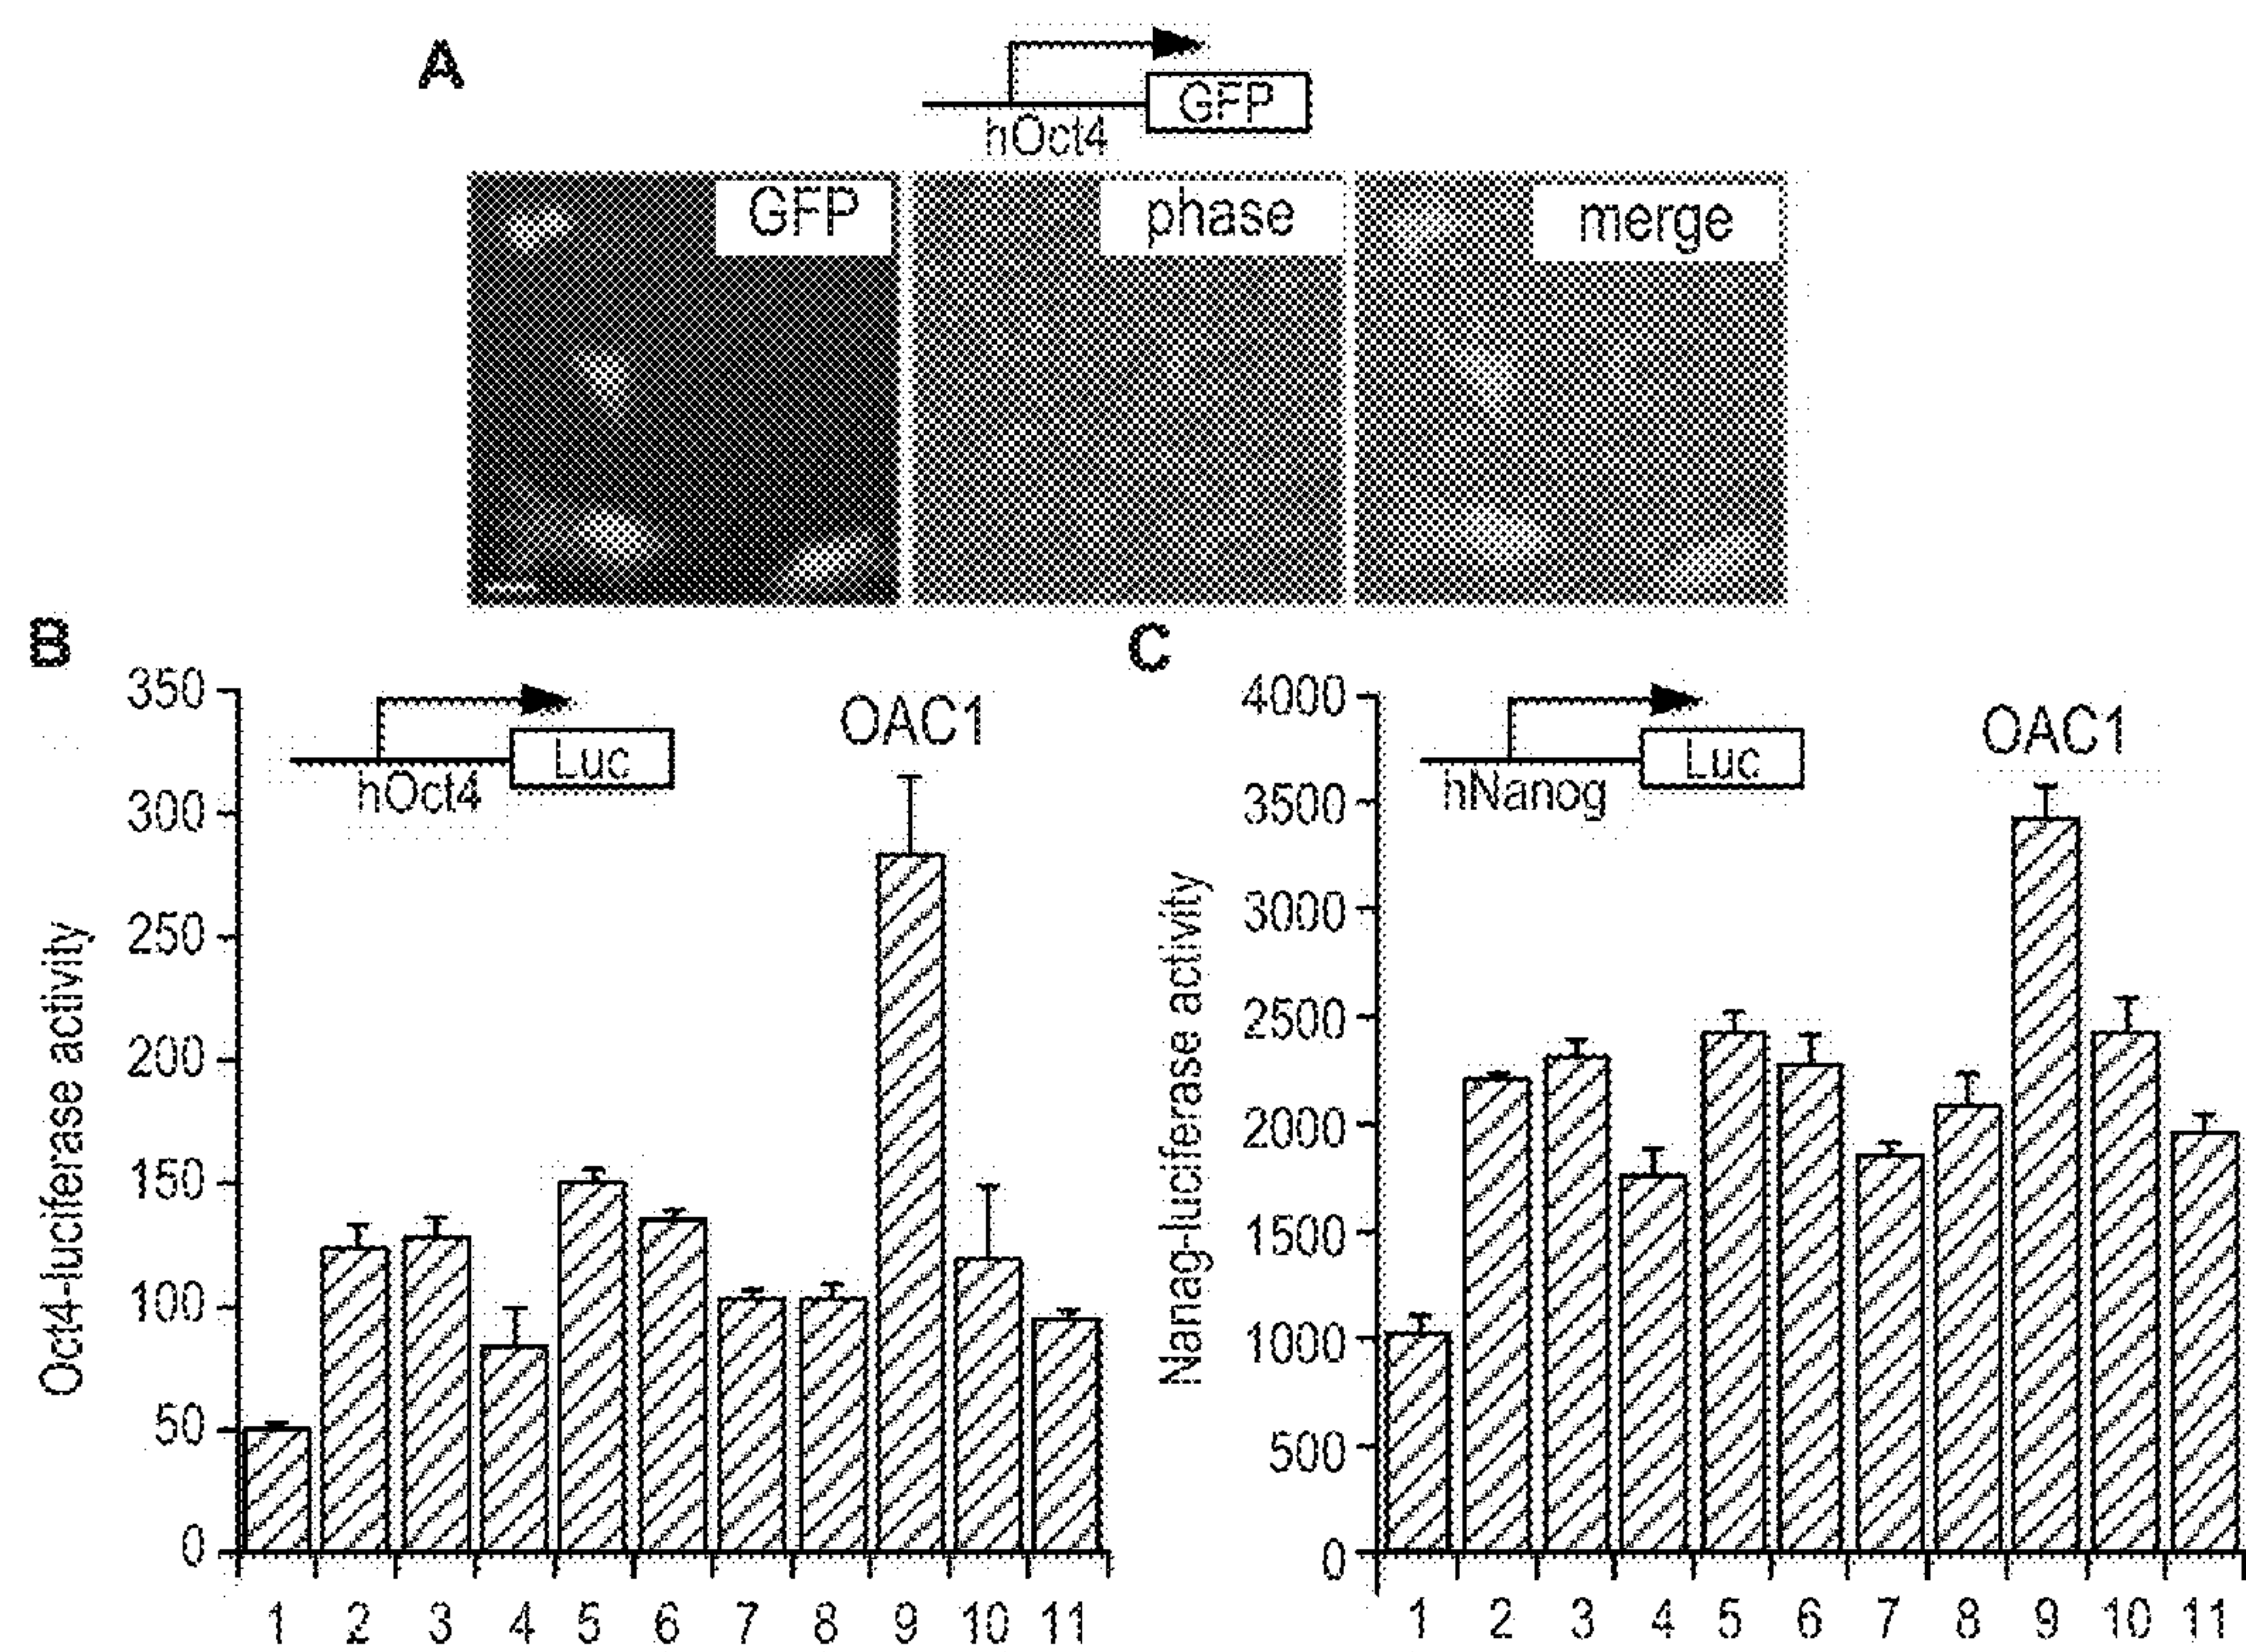 A
GFP
hOct4
GFP
phase
merge
B
Oct4-luciferase activity
350
300
250
200
150
100
50
0
hOct4
Luc
OAC1
1 2 3 4 5 6 7 8 9 10 11
C
Nanag-luciferase activity
4000
3500
3000
2500
2000
1500
1000
500
0
hNanog
Luc
OAC1
1 2 3 4 5 6 7 8 9 10 11